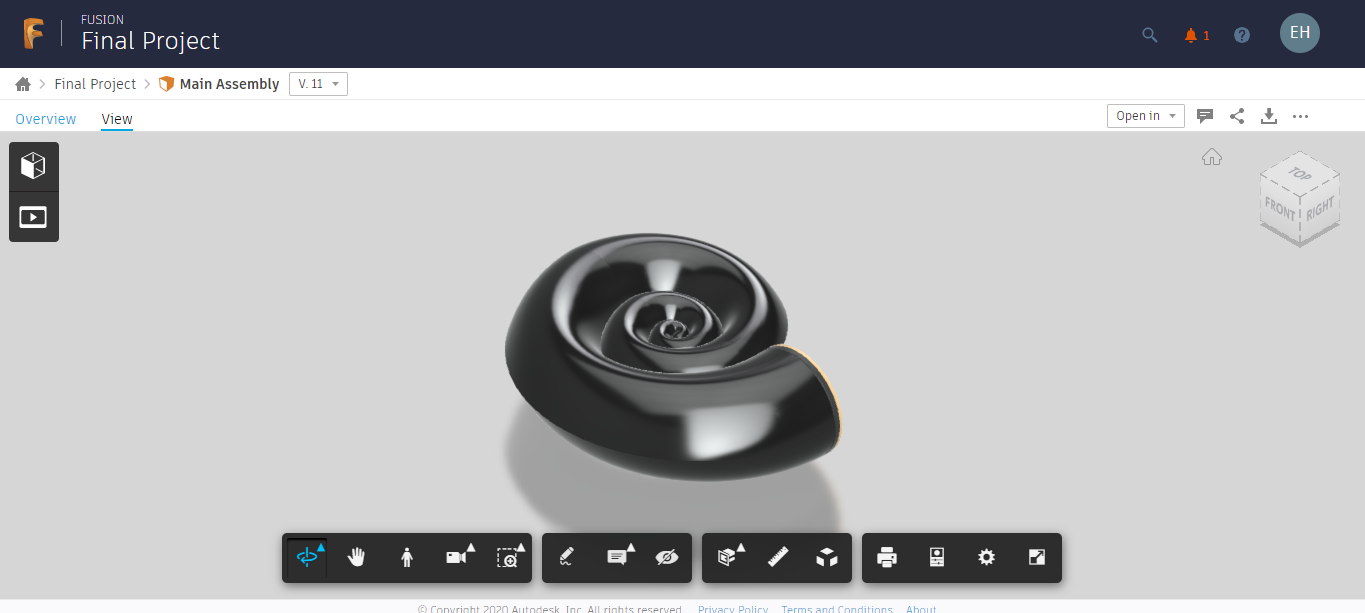 FUSION
Final Project
1
EH
Final Project
Main Assembly
V. 11
Overview
View
Open in
TOP
FRONT
RIGHT
© Copyright 2020 Autodesk, Inc. All rights reserved. Privacy Policy Terms and Conditions About